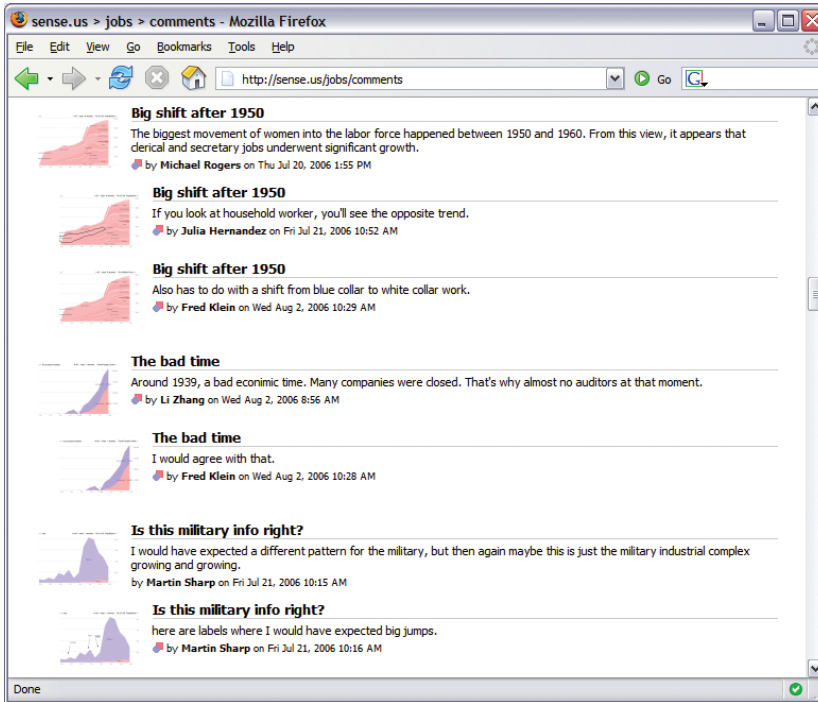 sense.us > jobs > comments - Mozilla Firefox
File Edit View Go Bookmarks Tools Help
http://sense.us/jobs/comments Go
Big shift after 1950
The biggest movement of women into the labor force happened between 1950 and 1960. From this view, it appears that
clerical and secretary jobs underwent significant growth.
by Michael Rogers on Thu Jul 20, 2006 1:55 PM
Big shift after 1950
If you look at household worker, you'll see the opposite trend.
by Julia Hernandez on Fri Jul 21, 2006 10:52 AM
Big shift after 1950
Also has to do with a shift from blue collar to white collar work.
by Fred Klein on Wed Aug 2, 2006 10:29 AM
The bad time
Around 1939, a bad econimic time. Many companies were closed. That's why almost no auditors at that moment.
by Li Zhang on Wed Aug 2, 2006 8:56 AM
The bad time
I would agree with that.
by Fred Klein on Wed Aug 2, 2006 10:28 AM
Is this military info right?
I would have expected a different pattern for the military, but then again maybe this is just the military industrial complex
growing and growing.
by Martin Sharp on Fri Jul 21, 2006 10:15 AM
Is this military info right?
here are labels where I would have expected big jumps.
by Martin Sharp on Fri Jul 21, 2006 10:16 AM
Done